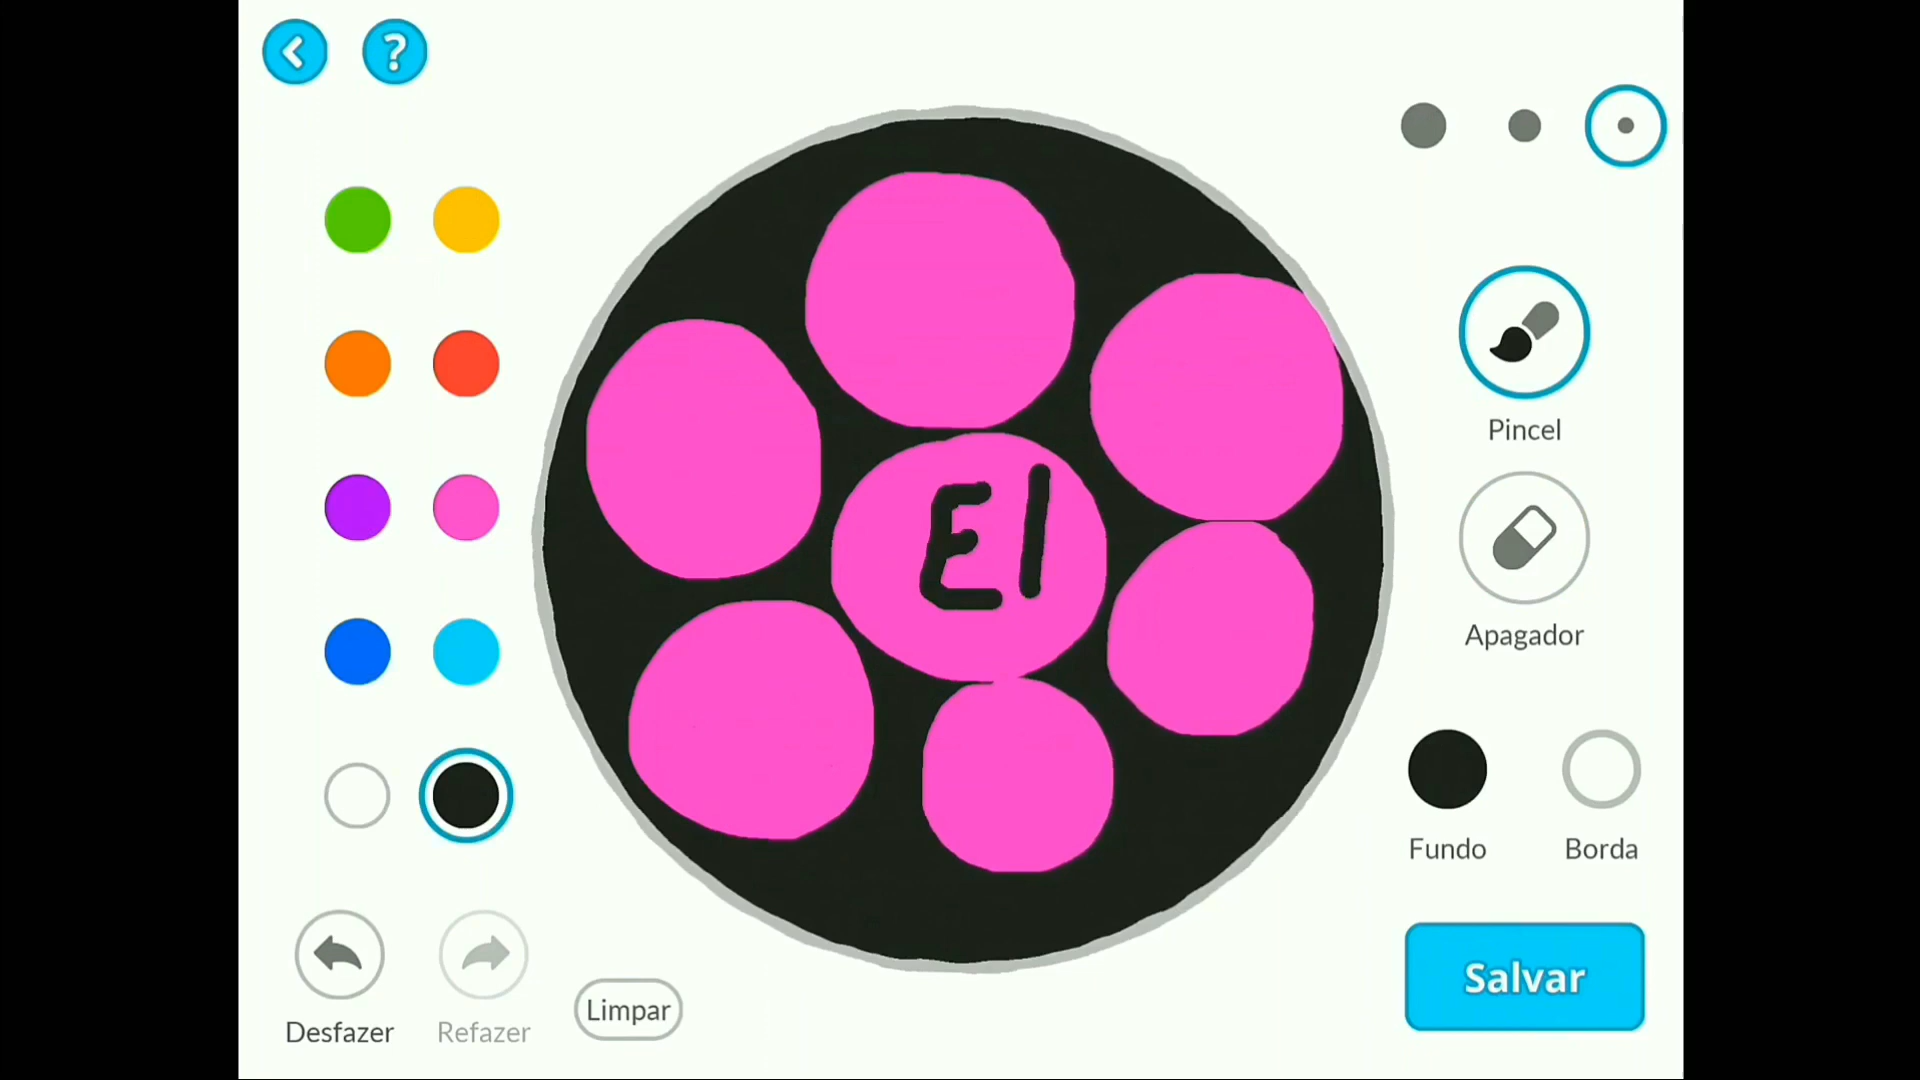 ?
El
Pincel
Apagador
Fundo Borda
Salvar
Limpar
Desfazer Refazer